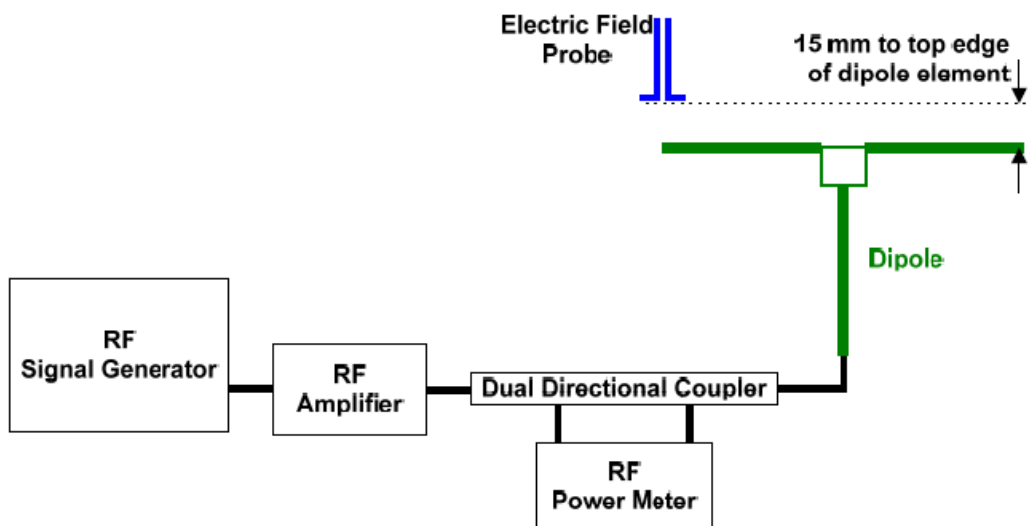 Electric Field
Probe
15 mm to top edge
of dipole element
Dipole
RF
Signal Generator
RF
Amplifier
Dual Directional Coupler
RF
Power Meter